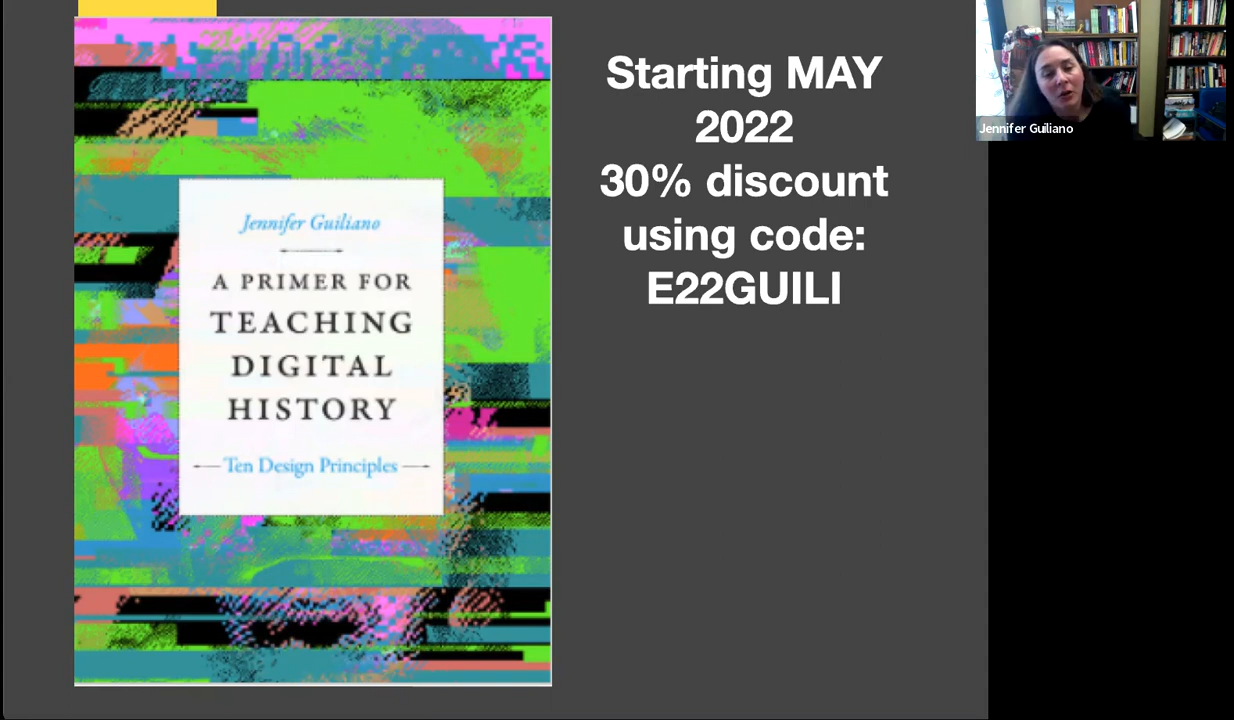 Jennifer Guiliano
A PRIMER FOR
TEACHING
DIGITAL
HISTORY
Ten Design Principles
Starting MAY
2022
30% discount
using code:
E22GUILI
Jennifer Guiliano